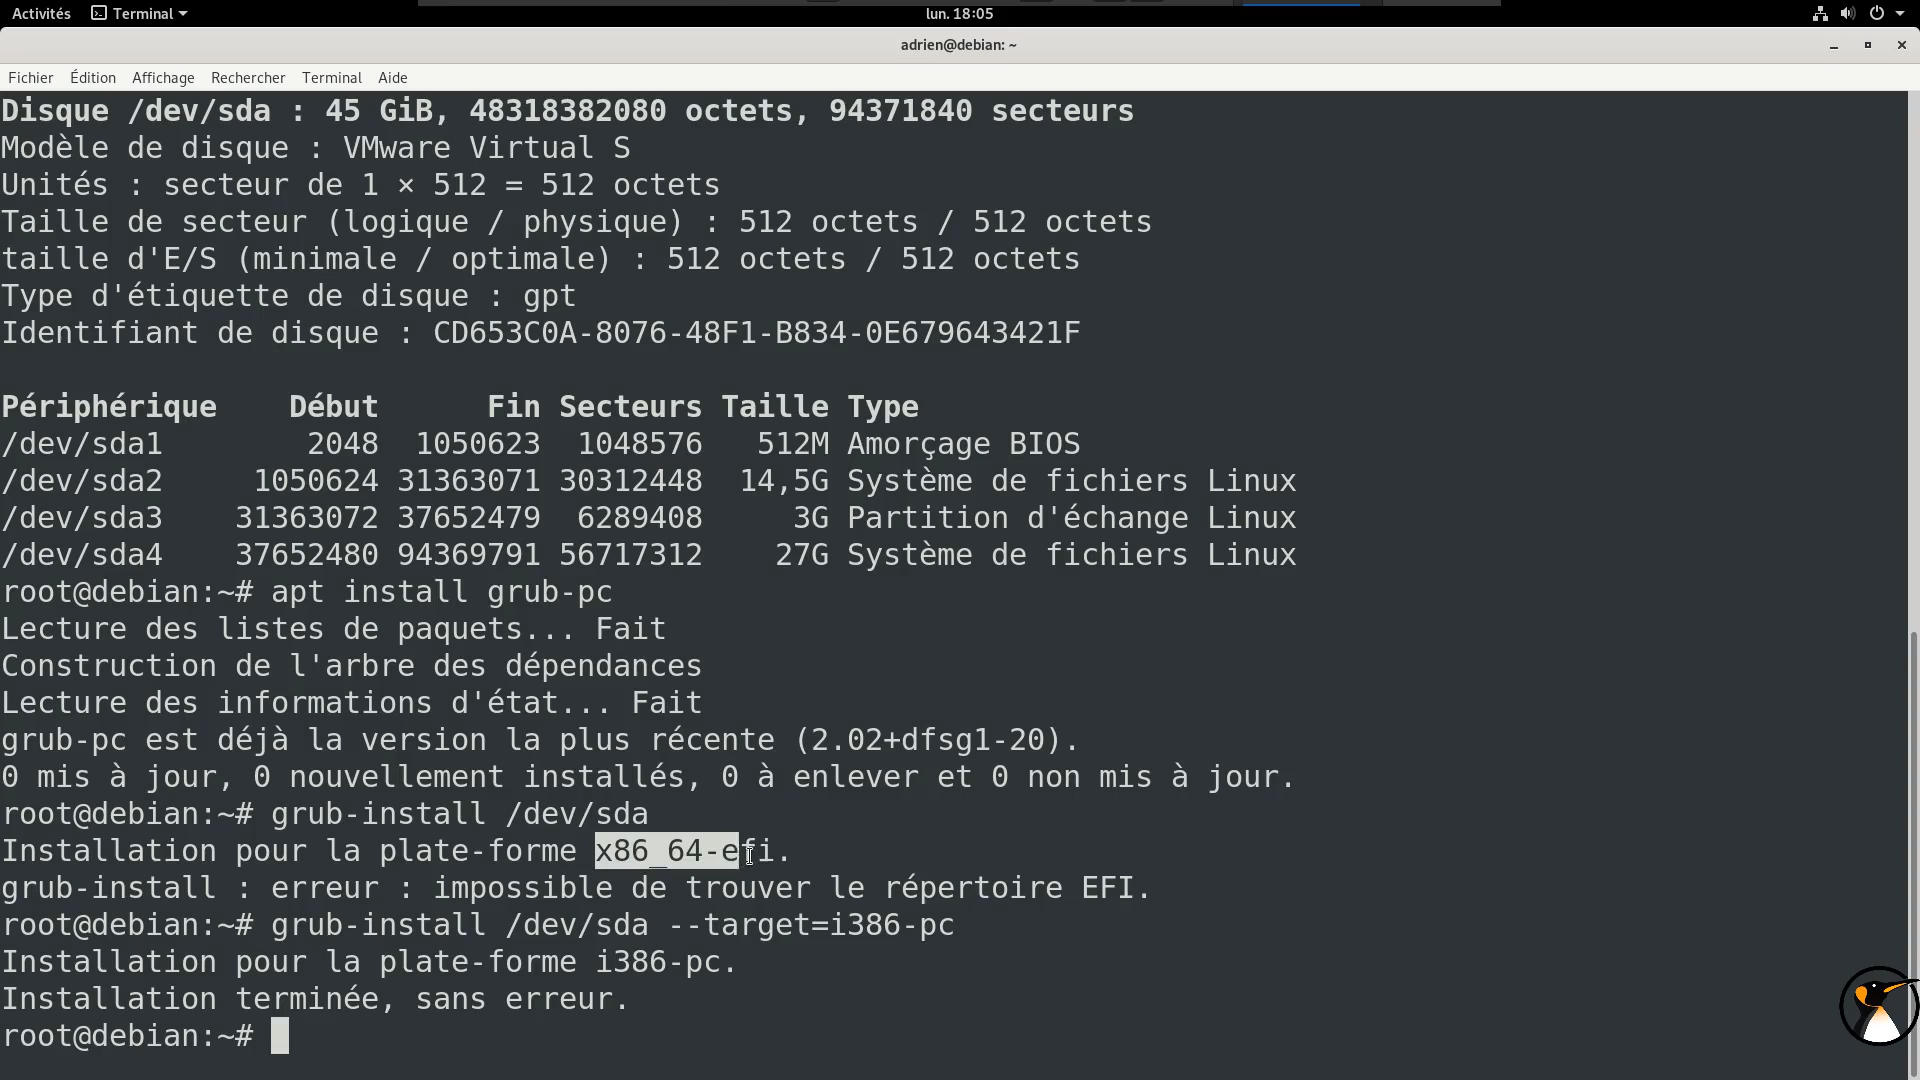 Activités Terminal lun. 18:05
adrien@debian: ~
Fichier Édition Affichage Rechercher Terminal Aide
Disque /dev/sda : 45 GiB, 48318382080 octets, 94371840 secteurs
Modèle de disque : VMware Virtual S
Unités : secteur de 1 × 512 = 512 octets
Taille de secteur (logique / physique) : 512 octets / 512 octets
taille d'E/S (minimale / optimale) : 512 octets / 512 octets
Type d'étiquette de disque : gpt
Identifiant de disque : CD653C0A-8076-48F1-B834-0E679643421F
Périphérique Début Fin Secteurs Taille Type
/dev/sda1 2048 1050623 1048576 512M Amorçage BIOS
/dev/sda2 1050624 31363071 30312448 14,5G Système de fichiers Linux
/dev/sda3 31363072 37652479 6289408 3G Partition d'échange Linux
/dev/sda4 37652480 94369791 56717312 27G Système de fichiers Linux
root@debian:~# apt install grub-pc
Lecture des listes de paquets... Fait
Construction de l'arbre des dépendances
Lecture des informations d'état... Fait
grub-pc est déjà la version la plus récente (2.02+dfsg1-20).
0 mis à jour, 0 nouvellement installés, 0 à enlever et 0 non mis à jour.
root@debian:~# grub-install /dev/sda
Installation pour la plate-forme x86_64-efi.
grub-install : erreur : impossible de trouver le répertoire EFI.
root@debian:~# grub-install /dev/sda --target=i386-pc
Installation pour la plate-forme i386-pc.
Installation terminée, sans erreur.
root@debian:~#